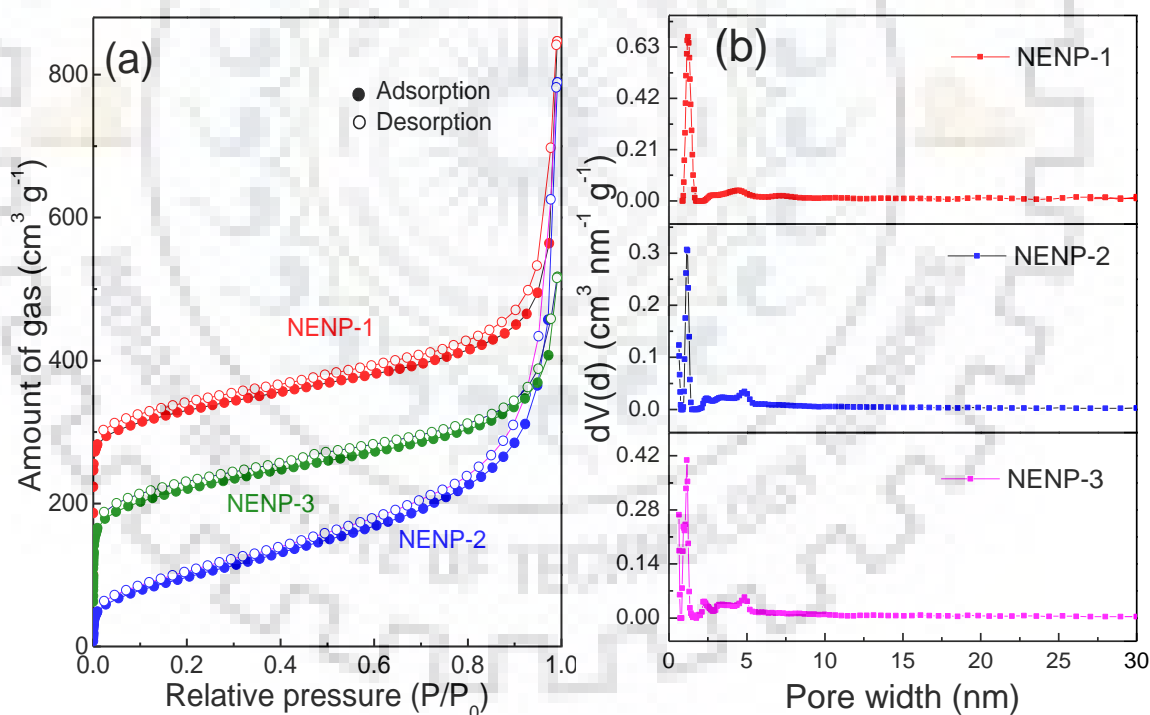 (a)
Adsorption
Desorption
NENP-1
NENP-3
NENP-2
Amount of gas (cm³ g⁻¹)
800
600
400
200
0
0.0 0.2 0.4 0.6 0.8 1.0
Relative pressure (P/P₀)
(b)
NENP-1
NENP-2
NENP-3
dV(d) (cm³ nm⁻¹ g⁻¹)
0.63
0.42
0.21
0.00
0.3
0.2
0.1
0.0
0.42
0.28
0.14
0.00
0 5 10 15 20 25 30
Pore width (nm)